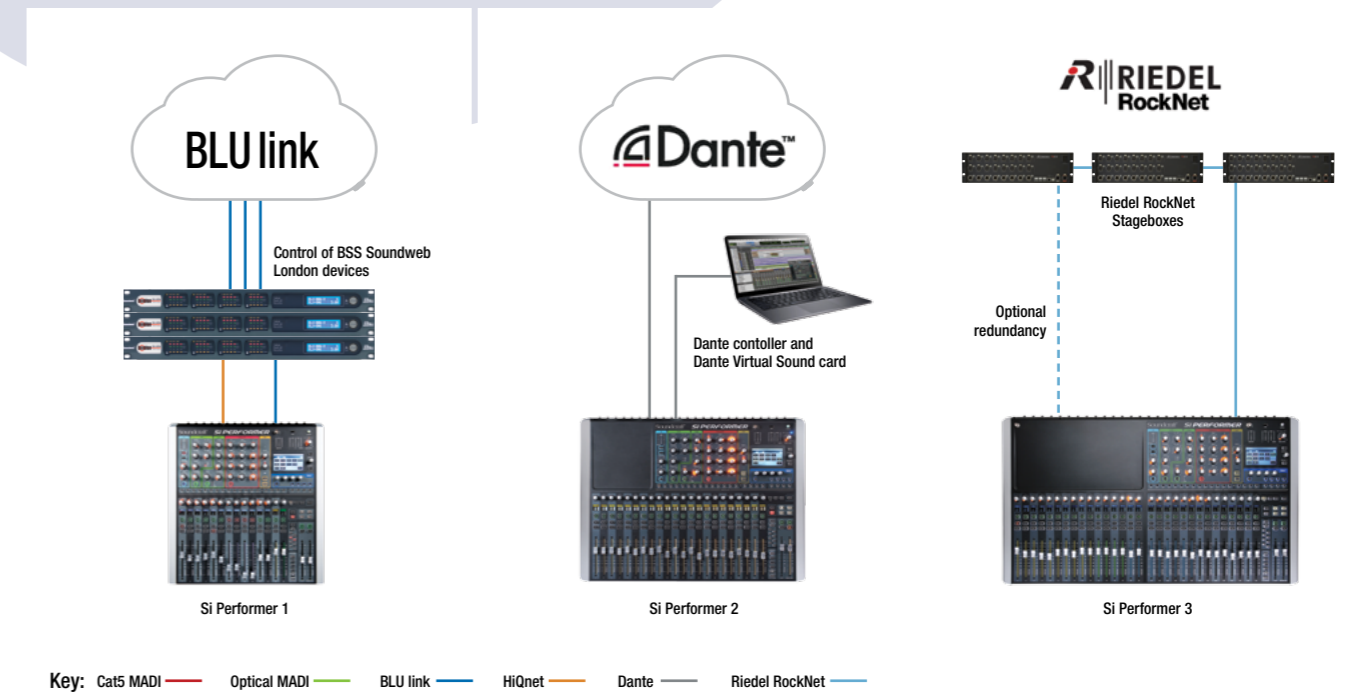 BLU link
Control of BSS Soundweb
London devices
Si Performer 1
Dante™
Dante contoller and
Dante Virtual Sound card
Si Performer 2
RIEDEL
RockNet
Riedel RockNet
Stageboxes
Optional
redundancy
Si Performer 3
Key: Cat5 MADI Optical MADI BLU link HiQnet Dante Riedel RockNet